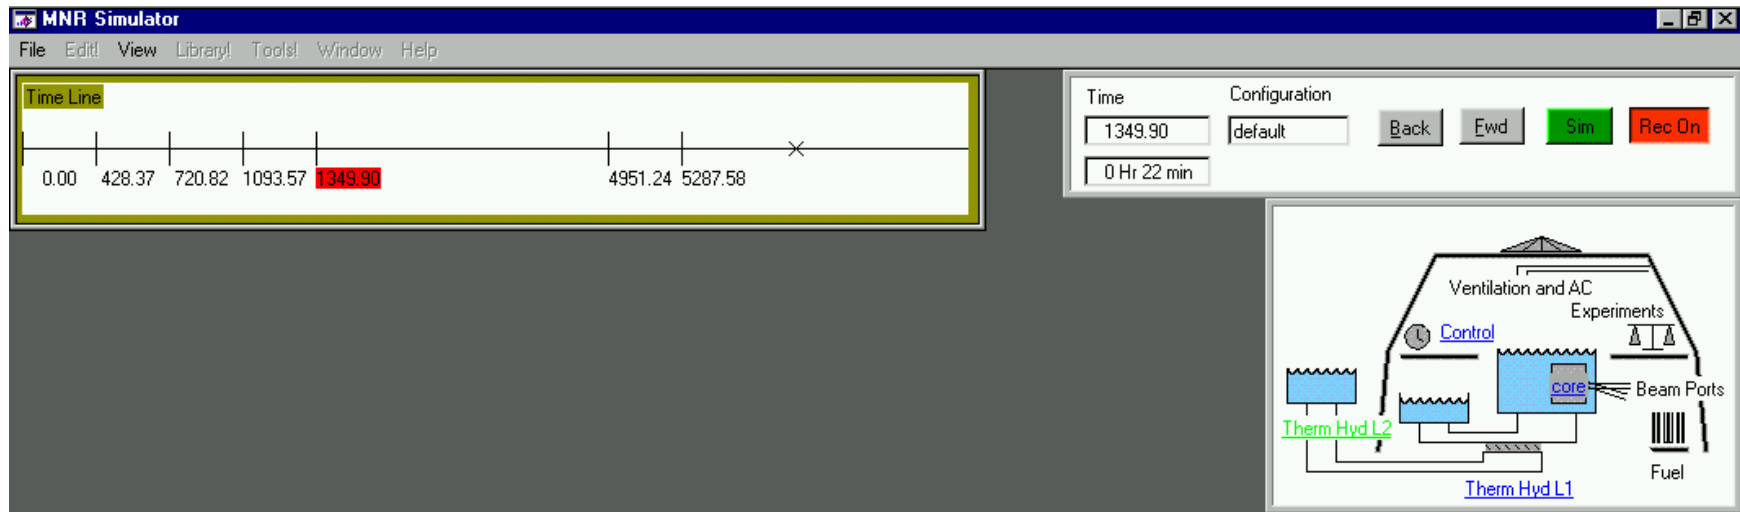 MNR Simulator
File Edit! View Library! Tools! Window Help
Time Line
0.00 428.37 720.82 1093.57 1349.90 4951.24 5287.58
Time Configuration
1349.90 default Back Fwd Sim Rec On
0 Hr 22 min
Ventilation and AC
Experiments
Control
core
Beam Ports
Therm Hyd L2
Fuel
Therm Hyd L1